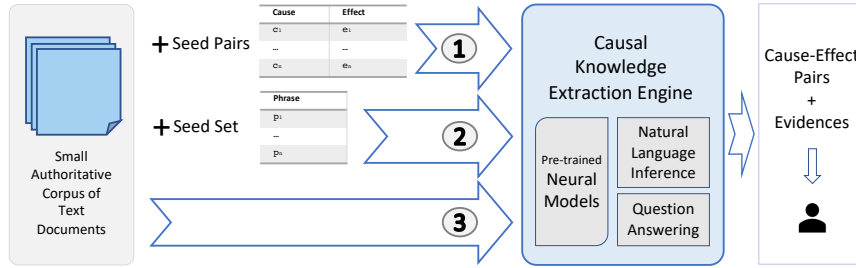 Small
Authoritative
Corpus of
Text
Documents
+ Seed Pairs
Cause Effect
c₁ e₁
… …
cₙ eₙ
1
+ Seed Set
Phrase
p₁
…
pₙ
2
3
Causal
Knowledge
Extraction Engine
Pre-trained
Neural
Models
Natural
Language
Inference
Question
Answering
Cause-Effect
Pairs
+
Evidences